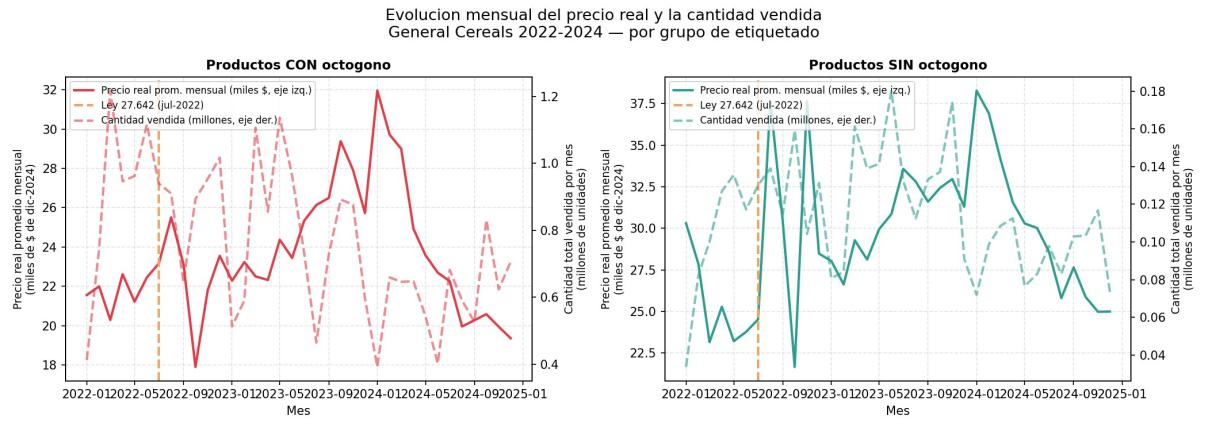 Evolucion mensual del precio real y la cantidad vendida
General Cereals 2022-2024 — por grupo de etiquetado
Productos CON octogono
Precio real prom. mensual (miles $, eje izq.)
Ley 27.642 (jul-2022)
Cantidad vendida (millones, eje der.)
Precio real promedio mensual
(miles de $ de dic-2024)
32
30
28
26
24
22
20
18
1.2
1.0
0.8
0.6
0.4
Cantidad total vendida por mes
(millones de unidades)
2022-01 2022-05 2022-09 2023-01 2023-05 2023-09 2024-01 2024-05 2024-09 2025-01
Mes
Productos SIN octogono
Precio real prom. mensual (miles $, eje izq.)
Ley 27.642 (jul-2022)
Cantidad vendida (millones, eje der.)
Precio real promedio mensual
(miles de $ de dic-2024)
37.5
35.0
32.5
30.0
27.5
25.0
22.5
0.18
0.16
0.14
0.12
0.10
0.08
0.06
0.04
Cantidad total vendida por mes
(millones de unidades)
2022-01 2022-05 2022-09 2023-01 2023-05 2023-09 2024-01 2024-05 2024-09 2025-01
Mes